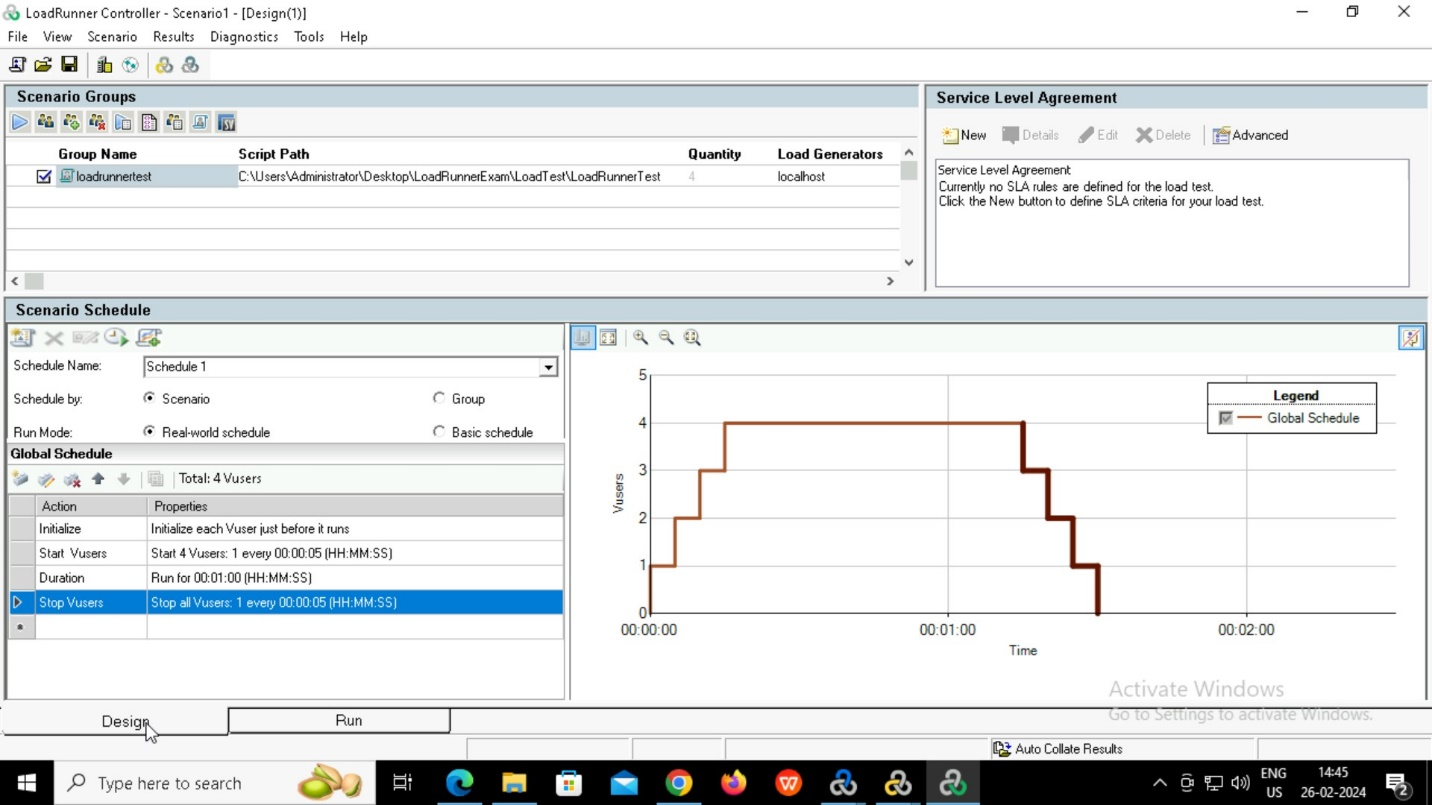 LoadRunner Controller - Scenario1 - [Design(1)]
File View Scenario Results Diagnostics Tools Help
Scenario Groups
Group Name Script Path Quantity Load Generators
loadrunnertest C:\Users\Administrator\Desktop\LoadRunnerExam\LoadTest\LoadRunnerTest 4 localhost
Service Level Agreement
New Details Edit Delete Advanced
Service Level Agreement
Currently no SLA rules are defined for the load test.
Click the New button to define SLA criteria for your load test.
Scenario Schedule
Schedule Name: Schedule 1
Schedule by: Scenario Group
Run Mode: Real-world schedule Basic schedule
Global Schedule
Total: 4 Vusers
Action Properties
Initialize Initialize each Vuser just before it runs
Start Vusers Start 4 Vusers: 1 every 00:00:05 (HH:MM:SS)
Duration Run for 00:01:00 (HH:MM:SS)
Stop Vusers Stop all Vusers: 1 every 00:00:05 (HH:MM:SS)
Legend
Global Schedule
5
4
3
2
1
0
Vusers
00:00:00 00:01:00 00:02:00
Time
Activate Windows
Go to Settings to activate Windows.
Design Run
Auto Collate Results
Type here to search
ENG
US
14:45
26-02-2024
2